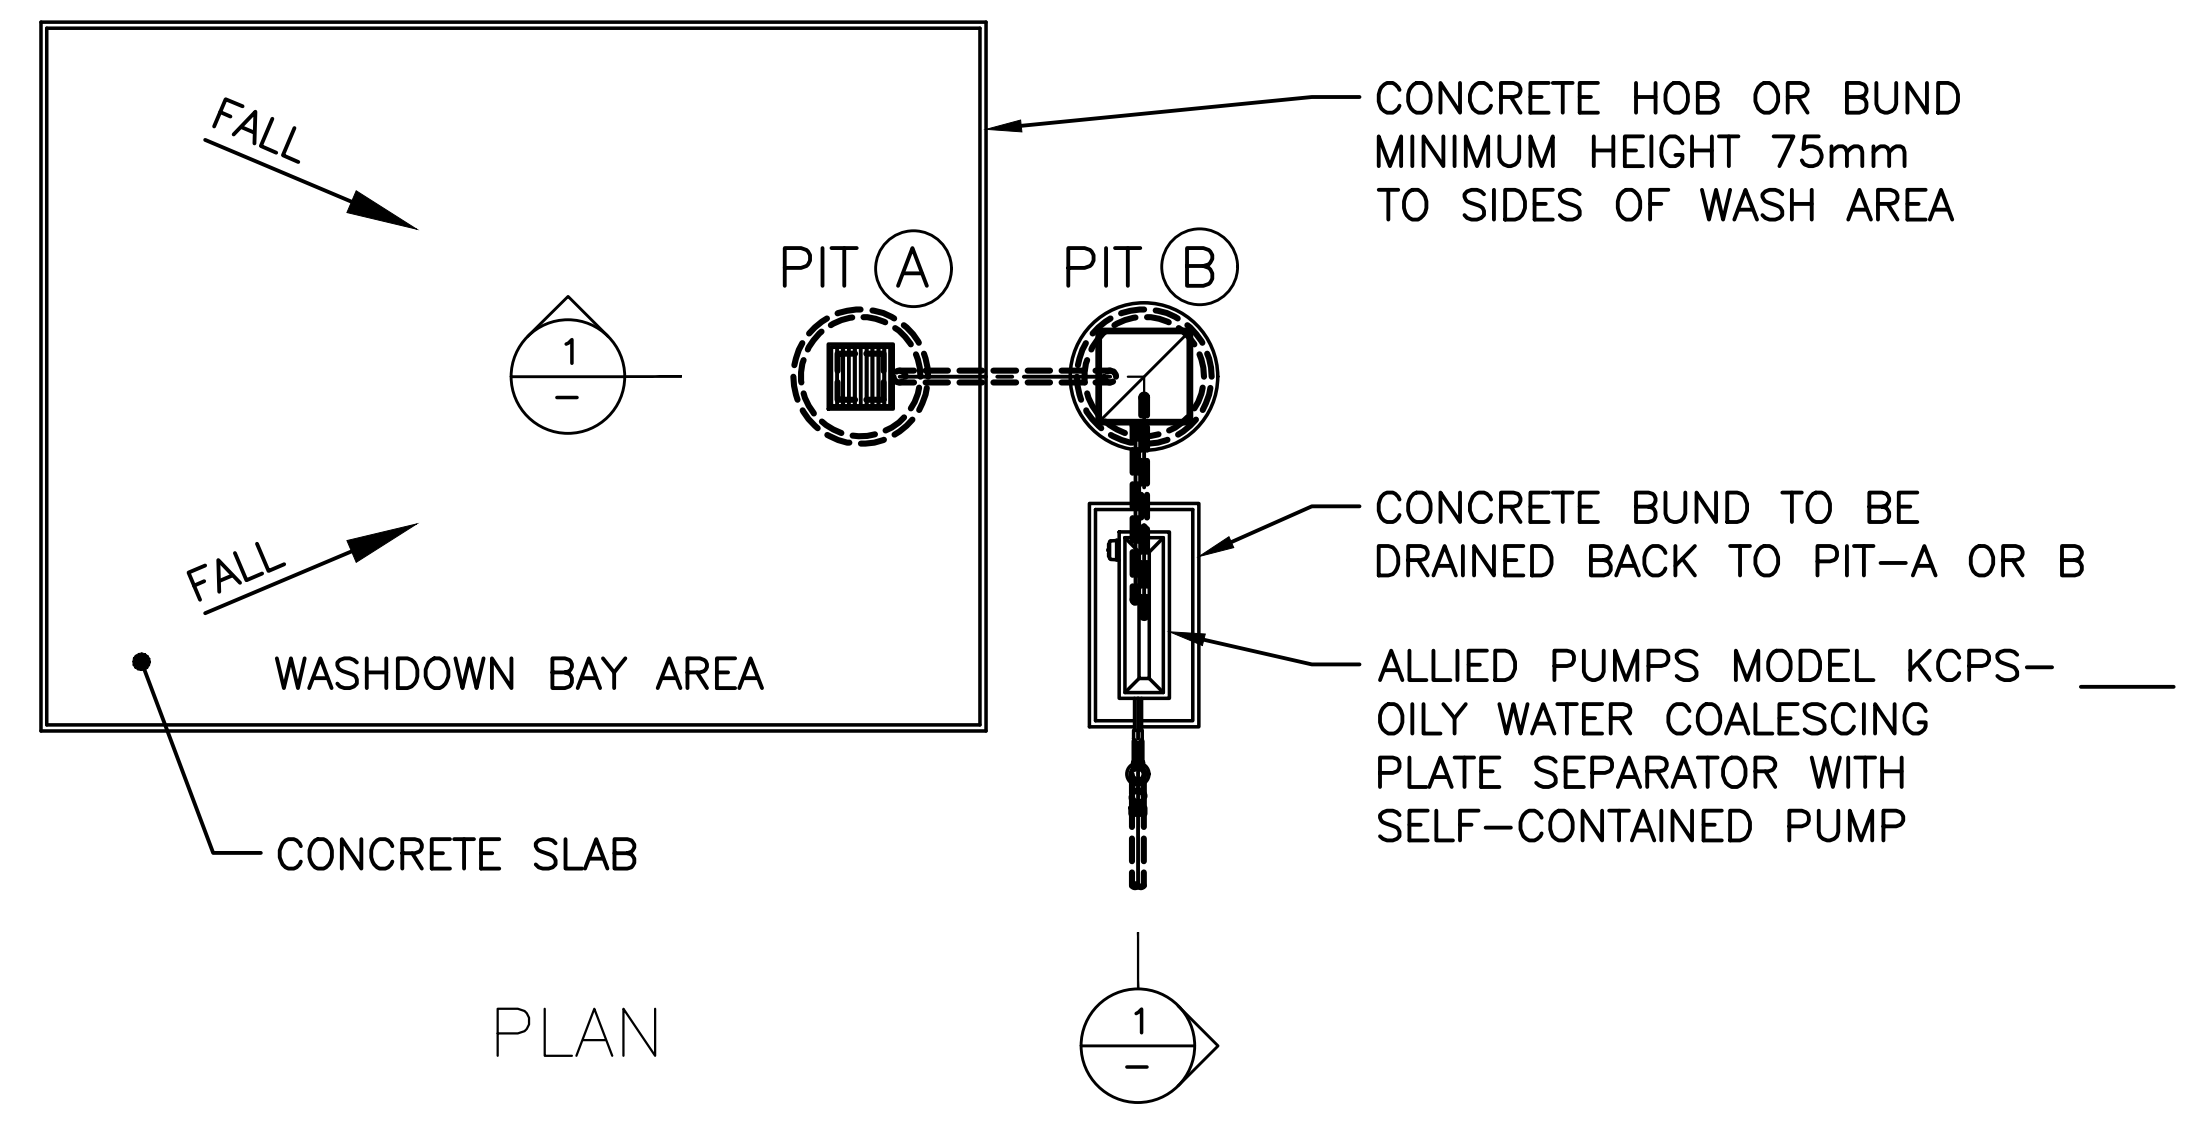 FALL
CONCRETE HOB OR BUND
MINIMUM HEIGHT 75mm
TO SIDES OF WASH AREA
PIT A
PIT B
1
-
CONCRETE BUND TO BE
DRAINED BACK TO PIT-A OR B
FALL
WASHDOWN BAY AREA
ALLIED PUMPS MODEL KCPS- ____
OILY WATER COALESCING
PLATE SEPARATOR WITH
SELF-CONTAINED PUMP
CONCRETE SLAB
PLAN
1
-